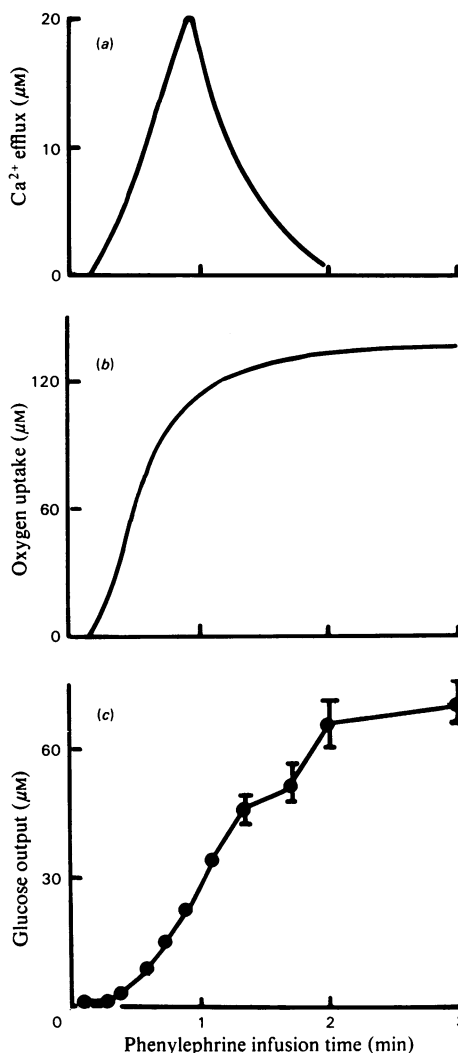 (a)
Ca2+ efflux (μM)
20
10
0
(b)
Oxygen uptake (μM)
120
60
0
(c)
Glucose output (μM)
60
30
0 1 2 3
Phenylephrine infusion time (min)